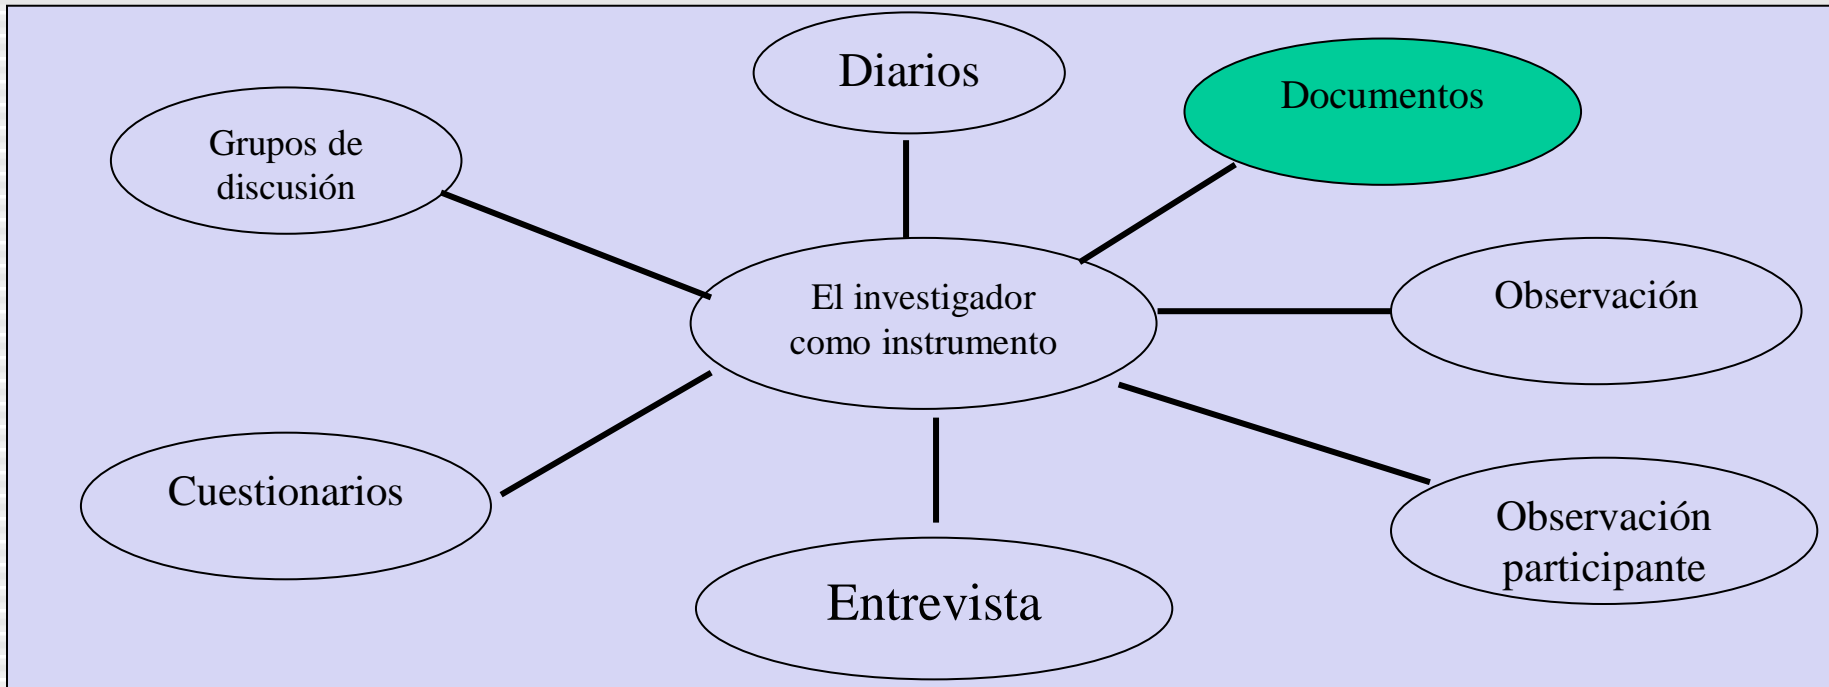 Diarios
Documentos
Grupos de
discusión
El investigador
como instrumento
Observación
Cuestionarios
Observación
participante
Entrevista